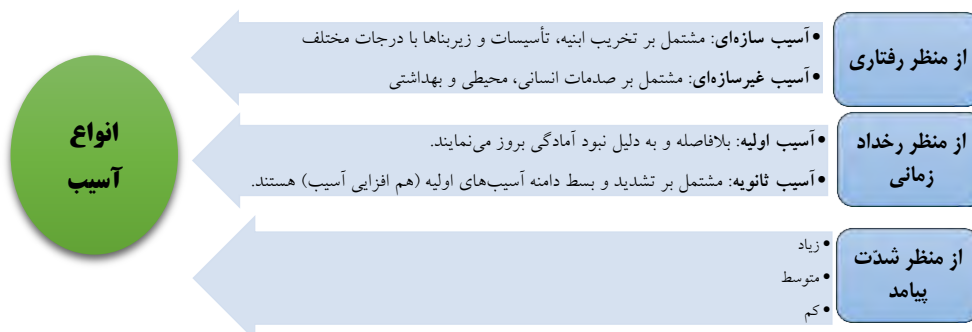 از منظر رفتاری
•آسیب سازه‌ای: مشتمل بر تخریب ابنیه، تأسیسات و زیربناها با درجات مختلف
•آسیب غیرسازه‌ای: مشتمل بر صدمات انسانی، محیطی و بهداشتی
از منظر رخداد
زمانی
•آسیب اولیه: بلافاصله و به دلیل نبود آمادگی بروز می‌نمایند.
•آسیب ثانویه: مشتمل بر تشدید و بسط دامنه آسیب‌های اولیه (هم افزایی آسیب) هستند.
از منظر شدّت
پیامد
•زیاد
•متوسط
•کم
انواع
آسیب